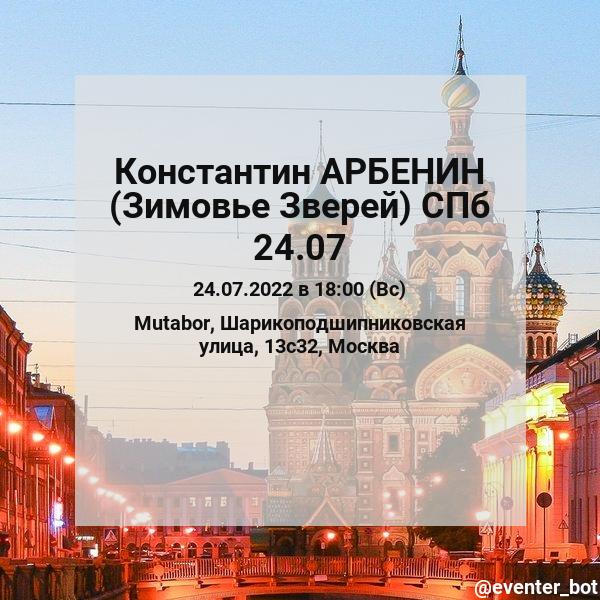 Константин АРБЕНИН
(Зимовье Зверей) СПб
24.07
24.07.2022 в 18:00 (Вс)
Mutabor, Шарикоподшипниковская
улица, 13с32, Москва
@eventer_bot